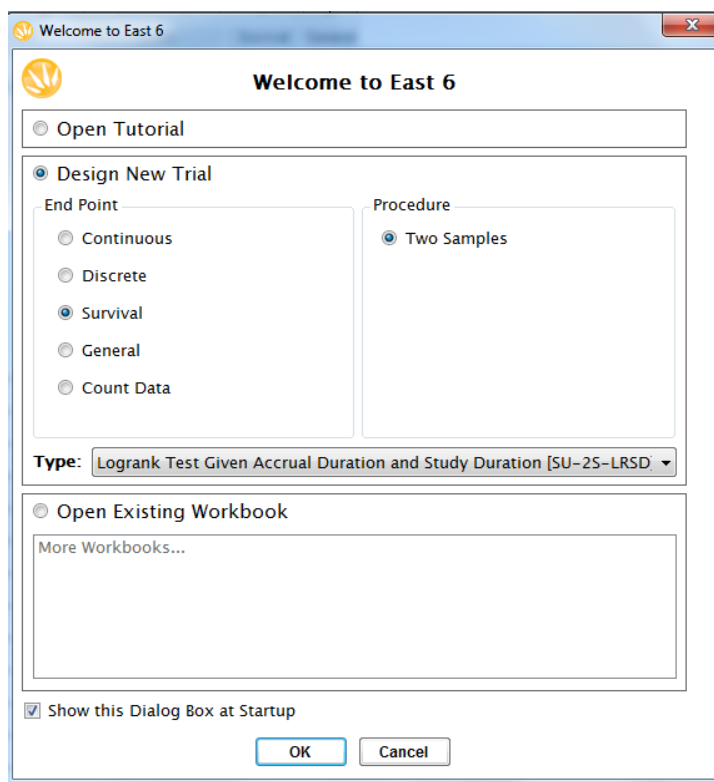 Welcome to East 6
Welcome to East 6
Open Tutorial
Design New Trial
End Point
Procedure
Continuous
Two Samples
Discrete
Survival
General
Count Data
Type: Logrank Test Given Accrual Duration and Study Duration [SU-2S-LRSD]
Open Existing Workbook
More Workbooks...
Show this Dialog Box at Startup
OK Cancel